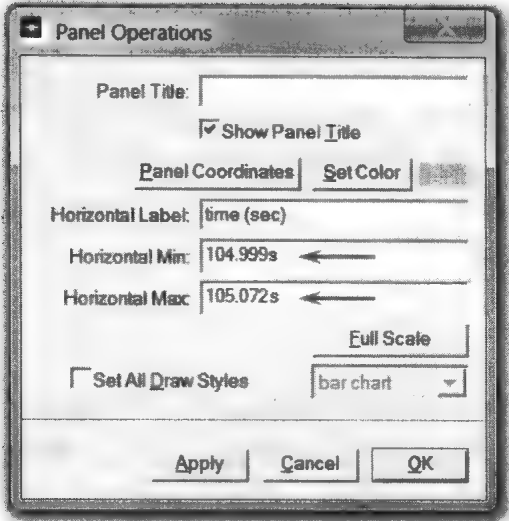 Panel Operations
Panel Title:
Show Panel Title
Panel Coordinates Set Color
Horizontal Label: time (sec)
Horizontal Min: 104.999s
Horizontal Max: 105.072s
Full Scale
Set All Draw Styles bar chart
Apply Cancel OK